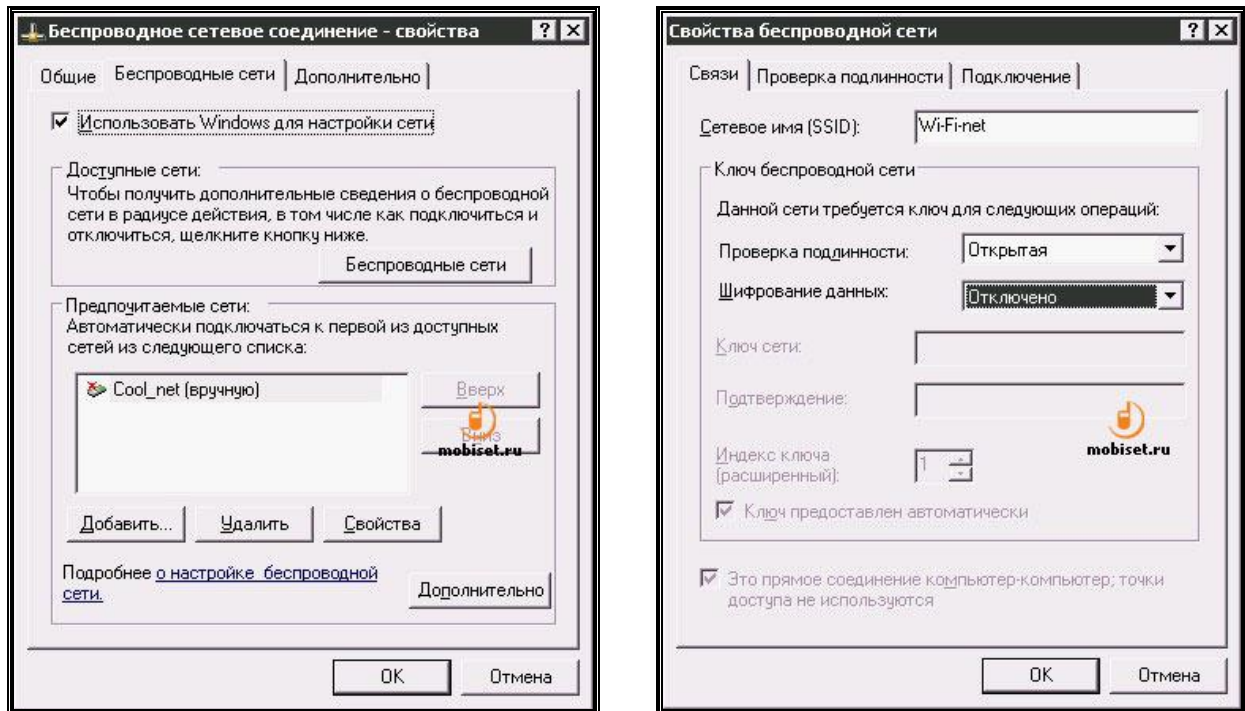 Беспроводное сетевое соединение - свойства
Общие
Беспроводные сети
Дополнительно
Использовать Windows для настройки сети
Доступные сети:
Чтобы получить дополнительные сведения о беспроводной
сети в радиусе действия, в том числе как подключиться и
отключиться, щелкните кнопку ниже.
Беспроводные сети
Предпочитаемые сети:
Автоматически подключаться к первой из доступных
сетей из следующего списка:
Cool_net (вручную)
Вверх
Вниз
mobiset.ru
Добавить...
Удалить
Свойства
Подробнее о настройке беспроводной
сети.
Дополнительно
OK
Отмена
Свойства беспроводной сети
Связи
Проверка подлинности
Подключение
Сетевое имя (SSID):
Wi-Fi-net
Ключ беспроводной сети
Данной сети требуется ключ для следующих операций:
Проверка подлинности:
Открытая
Шифрование данных:
Отключено
Ключ сети:
Подтверждение:
mobiset.ru
Индекс ключа
(расширенный):
1
Ключ предоставлен автоматически
Это прямое соединение компьютер-компьютер; точки
доступа не используются
OK
Отмена